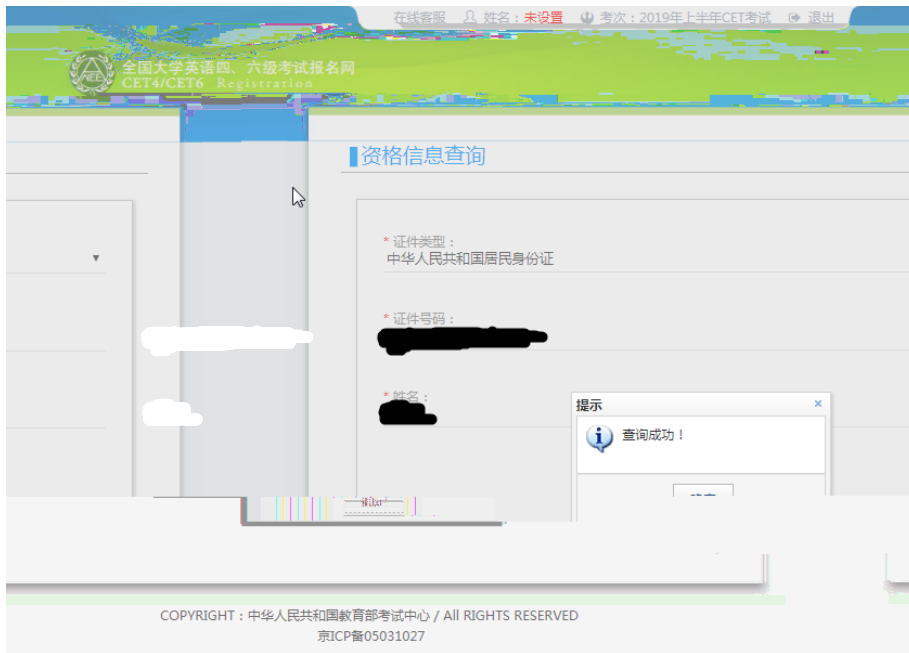 在线客服 姓名：未设置 考次：2019年上半年CET考试 退出
全国大学英语四、六级考试报名网
CET4/CET6 Registration
资格信息查询
* 证件类型：
中华人民共和国居民身份证
* 证件号码：
* 姓名：
提示 ×
查询成功！
COPYRIGHT：中华人民共和国教育部考试中心 / All RIGHTS RESERVED
京ICP备05031027